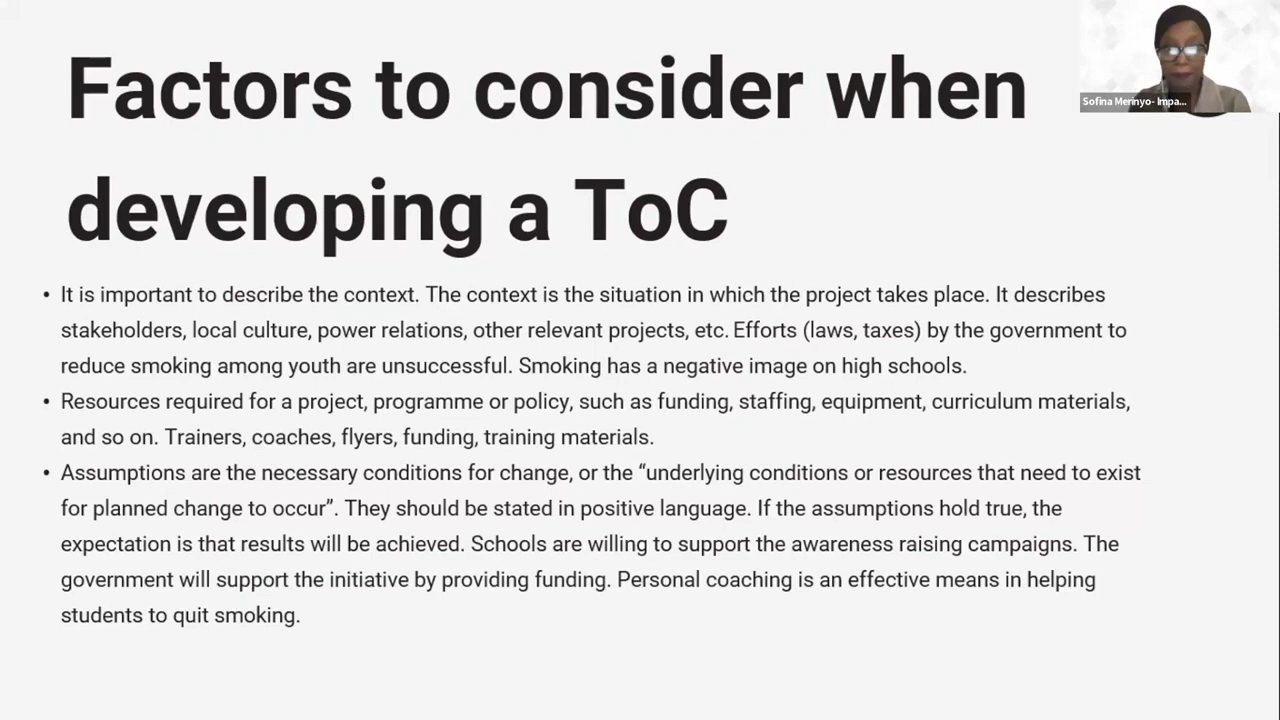 Factors to consider when
developing a ToC
Sofina Merinyo- Impa...
• It is important to describe the context. The context is the situation in which the project takes place. It describes
stakeholders, local culture, power relations, other relevant projects, etc. Efforts (laws, taxes) by the government to
reduce smoking among youth are unsuccessful. Smoking has a negative image on high schools.
• Resources required for a project, programme or policy, such as funding, staffing, equipment, curriculum materials,
and so on. Trainers, coaches, flyers, funding, training materials.
• Assumptions are the necessary conditions for change, or the “underlying conditions or resources that need to exist
for planned change to occur”. They should be stated in positive language. If the assumptions hold true, the
expectation is that results will be achieved. Schools are willing to support the awareness raising campaigns. The
government will support the initiative by providing funding. Personal coaching is an effective means in helping
students to quit smoking.